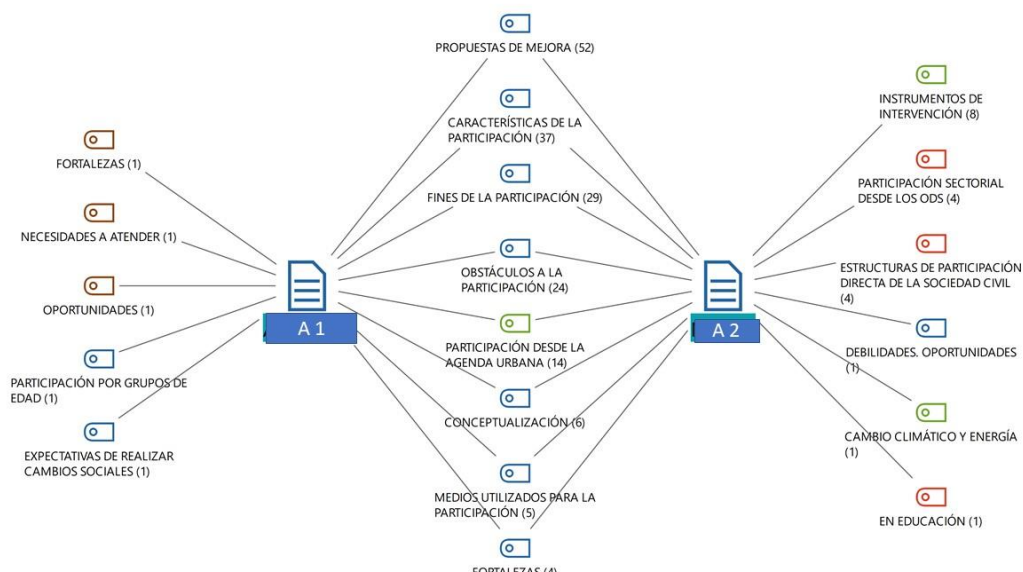 PROPUESTAS DE MEJORA (52)
CARACTERÍSTICAS DE LA
PARTICIPACIÓN (37)
FINES DE LA PARTICIPACIÓN (29)
OBSTÁCULOS A LA
PARTICIPACIÓN (24)
PARTICIPACIÓN DESDE LA
AGENDA URBANA (14)
CONCEPTUALIZACIÓN (6)
MEDIOS UTILIZADOS PARA LA
PARTICIPACIÓN (5)
FORTALEZAS (4)
FORTALEZAS (1)
NECESIDADES A ATENDER (1)
OPORTUNIDADES (1)
PARTICIPACIÓN POR GRUPOS DE
EDAD (1)
EXPECTATIVAS DE REALIZAR
CAMBIOS SOCIALES (1)
A 1
A 2
INSTRUMENTOS DE
INTERVENCIÓN (8)
PARTICIPACIÓN SECTORIAL
DESDE LOS ODS (4)
ESTRUCTURAS DE PARTICIPACIÓN
DIRECTA DE LA SOCIEDAD CIVIL
(4)
DEBILIDADES. OPORTUNIDADES
(1)
CAMBIO CLIMÁTICO Y ENERGÍA
(1)
EN EDUCACIÓN (1)